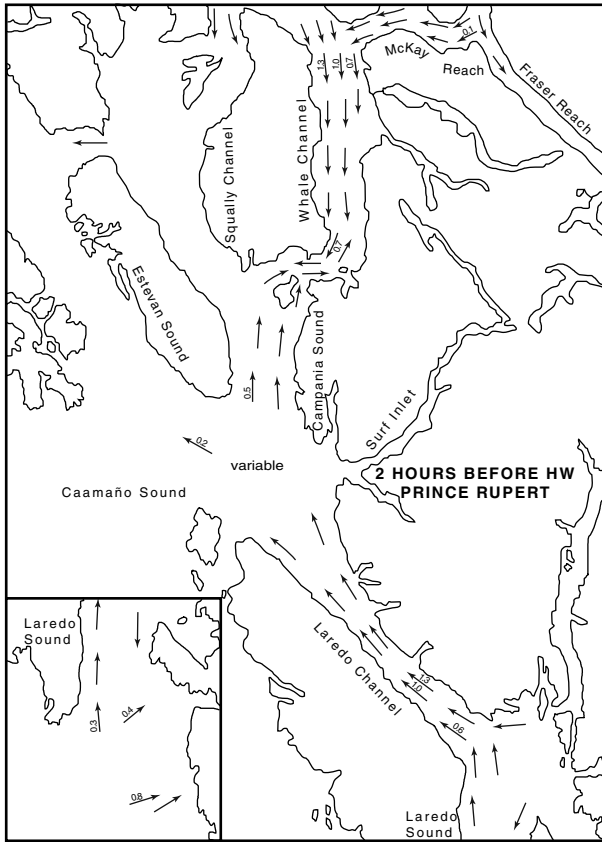 0.1
McKay
Reach
Fraser Reach
1.3
1.0
0.7
Squally Channel
Whale Channel
0.7
Estevan Sound
Campania Sound
0.5
Surf Inlet
0.2
variable
2 HOURS BEFORE HW
PRINCE RUPERT
Caamaño Sound
Laredo
Sound
Laredo Channel
1.3
1.0
0.6
0.3
0.4
0.8
Laredo
Sound